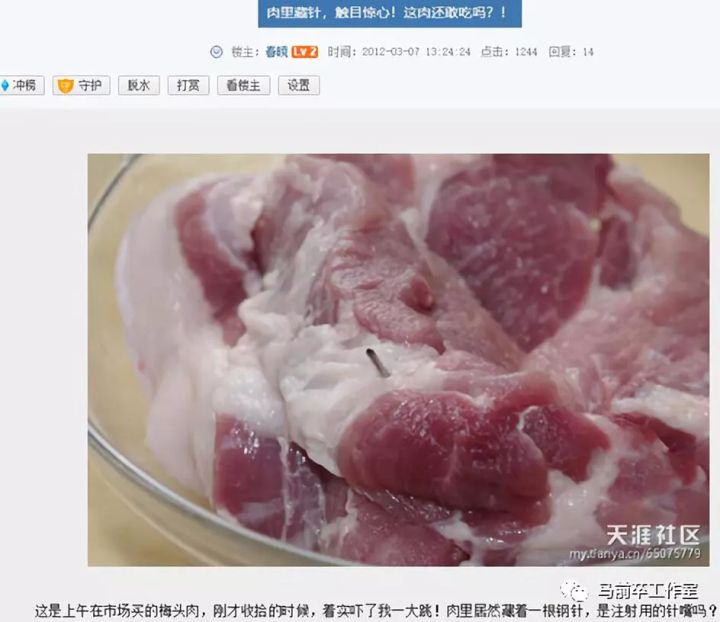 肉里藏针，触目惊心！这肉还敢吃吗？！
楼主：春晓 Lv 2 时间：2012-03-07 13:24:24 点击：1244 回复：14
冲榜 守护 脱水 打赏 看楼主 设置
天涯社区
my.tianya.cn/65075779
马前卒工作室
这是上午在市场买的梅头肉，刚才收拾的时候，着实吓了我一大跳！肉里居然藏着一根钢针，是注射用的针嘴吗？